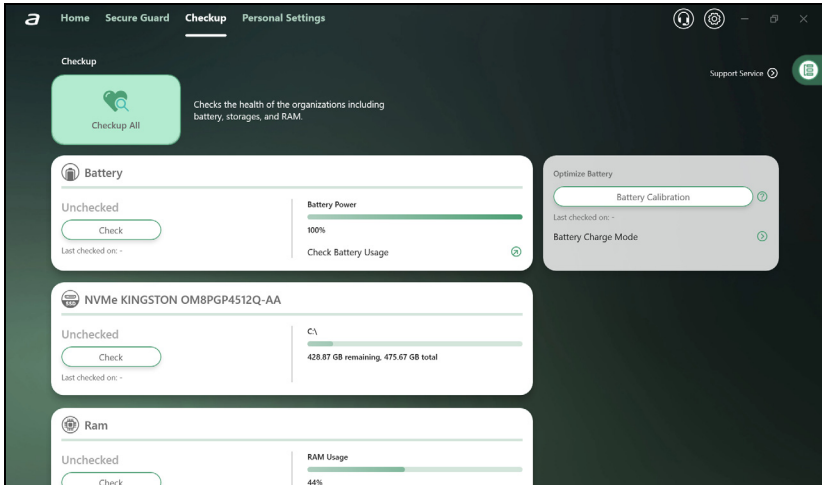 a Home Secure Guard Checkup Personal Settings
Checkup
Support Service
Checkup All
Checks the health of the organizations including
battery, storages, and RAM.
Battery
Unchecked
Check
Last checked on: -
Battery Power
100%
Check Battery Usage
Optimize Battery
Battery Calibration
?
Last checked on: -
Battery Charge Mode
SSD
NVMe KINGSTON OM8PGP4512Q-AA
Unchecked
Check
Last checked on: -
C:\
428.87 GB remaining, 475.67 GB total
Ram
Unchecked
Check
RAM Usage
44%